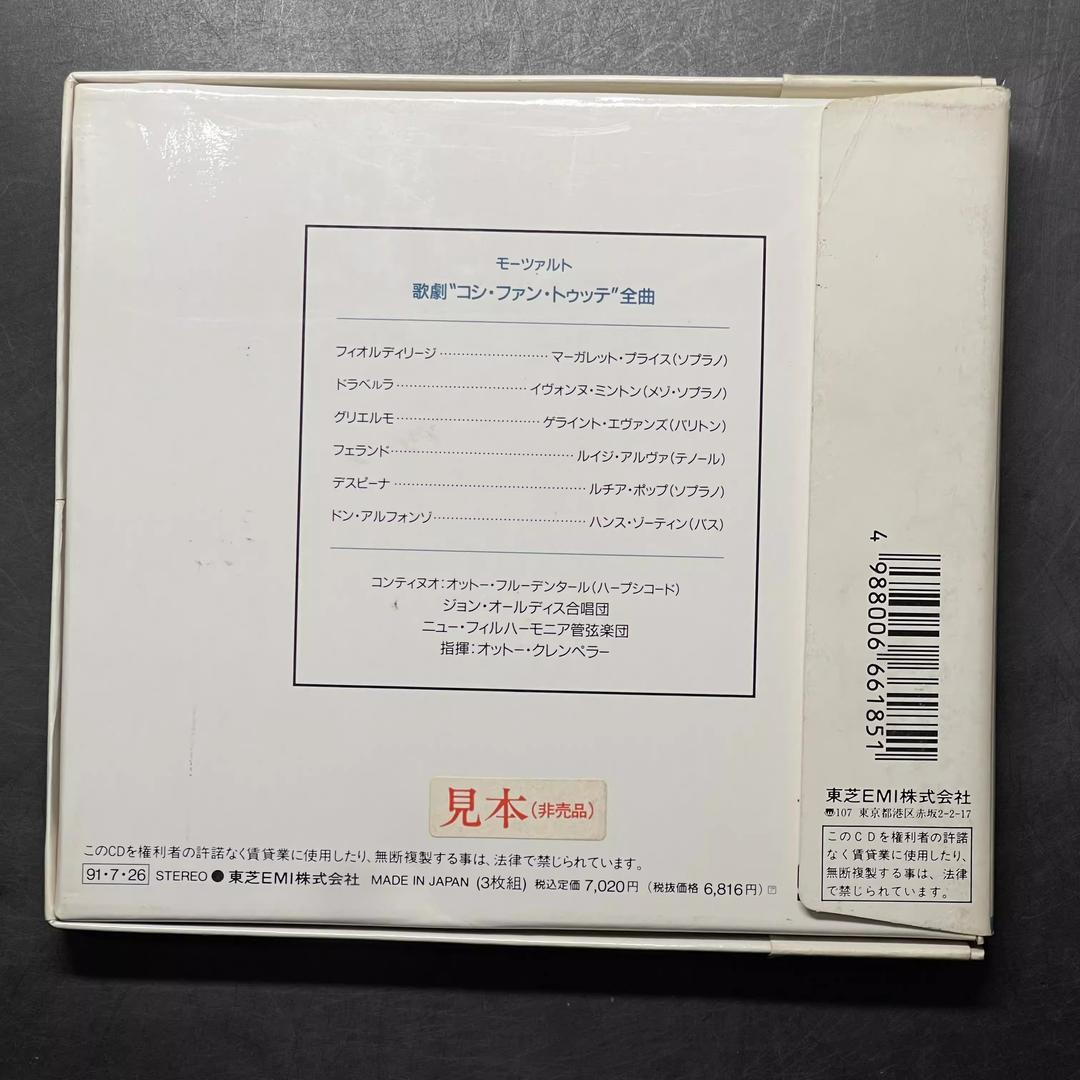 モーツァルト
歌劇“コシ・ファン・トゥッテ”全曲
フィオルディリージ························マーガレット・プライス(ソプラノ)
ドラベルラ······························イヴォンヌ・ミントン(メゾ・ソプラノ)
グリエルモ·································ゲライント・エヴァンズ(バリトン)
フェランド··········································ルイジ・アルヴァ(テノール)
デスピーナ ············································ルチア・ポップ(ソプラノ)
ドン・アルフォンゾ···································ハンス・ゾーティン(バス)
コンティヌオ:オットー・フルーデンタール(ハープシコード)
ジョン・オールディス合唱団
ニュー・フィルハーモニア管弦楽団
指揮:オットー・クレンペラー
見本(非売品)
このCDを権利者の許諾なく賃貸業に使用したり、無断複製する事は、法律で禁じられています。
91・7・26 STEREO ● 東芝EMI株式会社 MADE IN JAPAN (3枚組) 税込定価 7,020円 (税抜価格 6,816円)
4 988006 661851
東芝EMI株式会社
107 東京都港区赤坂2-2-17
このCDを権利者の許諾
なく賃貸業に使用したり、
無断複製する事は、法律
で禁じられています。